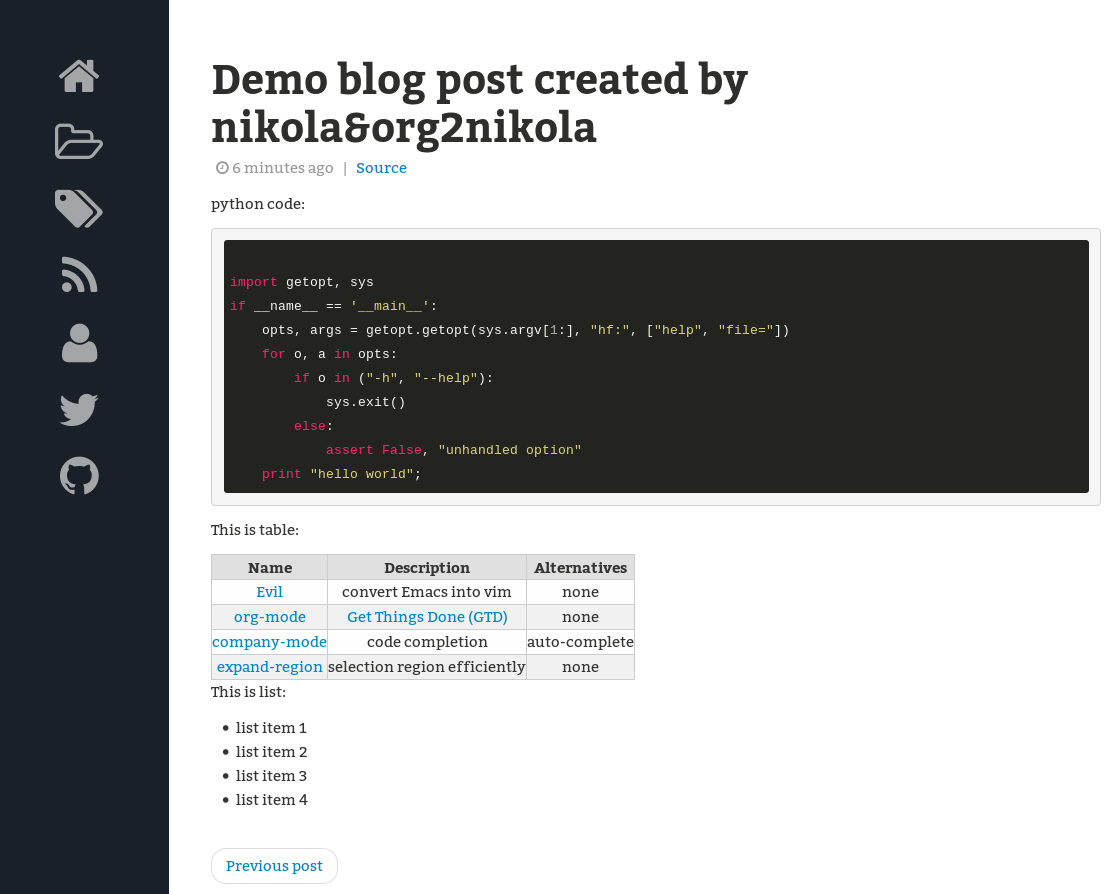 Demo blog post created by
nikola&org2nikola
6 minutes ago | Source
python code:
import getopt, sys
if __name__ == '__main__':
    opts, args = getopt.getopt(sys.argv[1:], "hf:", ["help", "file="])
    for o, a in opts:
        if o in ("-h", "--help"):
            sys.exit()
        else:
            assert False, "unhandled option"
    print "hello world";
This is table:
Name Description Alternatives
Evil convert Emacs into vim none
org-mode Get Things Done (GTD) none
company-mode code completion auto-complete
expand-region selection region efficiently none
This is list:
• list item 1
• list item 2
• list item 3
• list item 4
Previous post